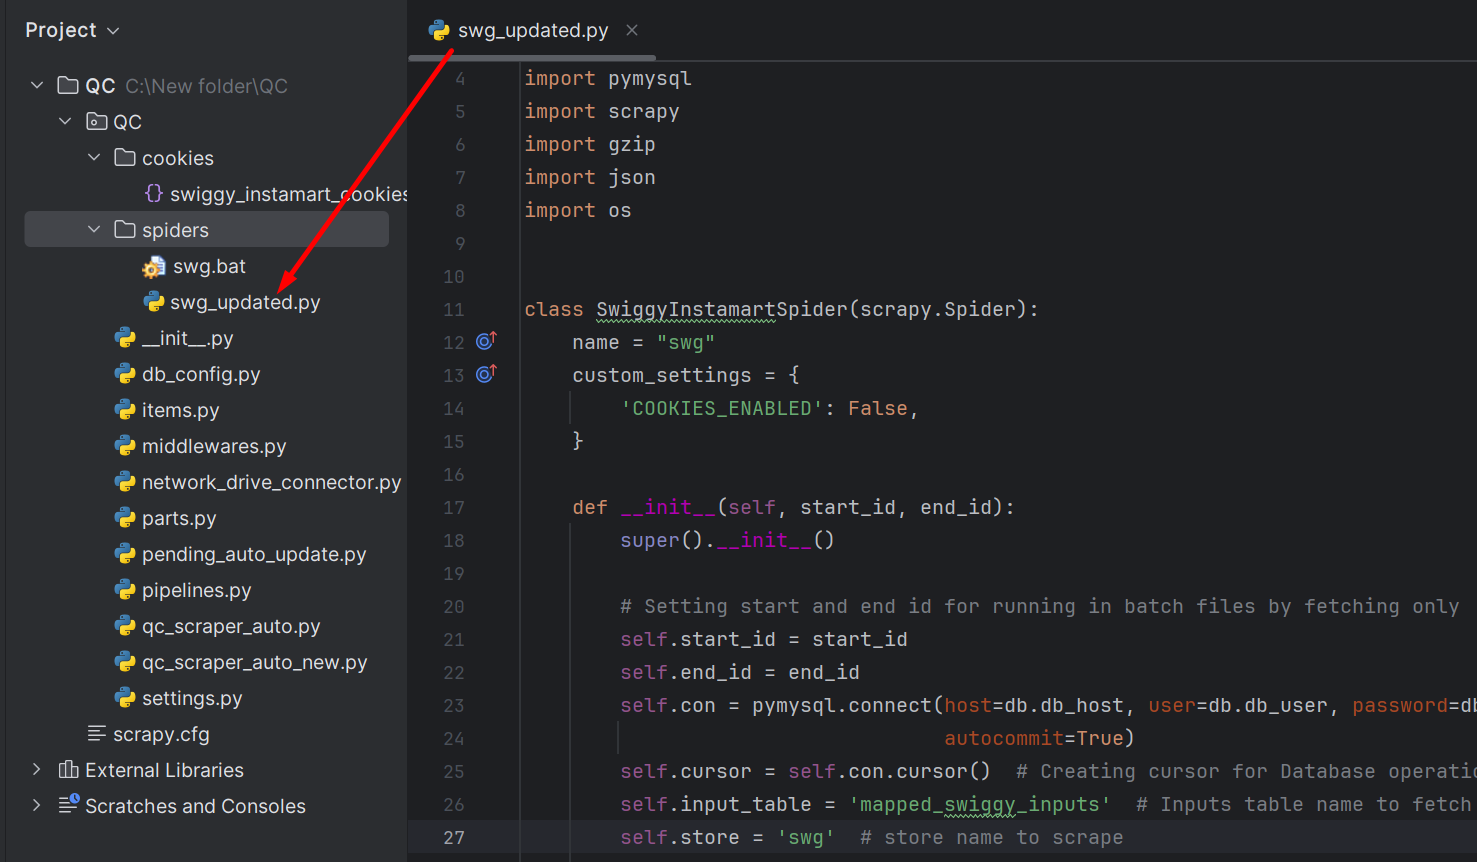 Project
QC C:\New folder\QC
QC
cookies
swiggy_instamart_cookies
spiders
swg.bat
swg_updated.py
__init__.py
db_config.py
items.py
middlewares.py
network_drive_connector.py
parts.py
pending_auto_update.py
pipelines.py
qc_scraper_auto.py
qc_scraper_auto_new.py
settings.py
scrapy.cfg
External Libraries
Scratches and Consoles
swg_updated.py
4 import pymysql
5 import scrapy
6 import gzip
7 import json
8 import os
9
10
11 class SwiggyInstamartSpider(scrapy.Spider):
12     name = "swg"
13     custom_settings = {
14         'COOKIES_ENABLED': False,
15     }
16
17     def __init__(self, start_id, end_id):
18         super().__init__()
19
20         # Setting start and end id for running in batch files by fetching only
21         self.start_id = start_id
22         self.end_id = end_id
23         self.con = pymysql.connect(host=db.db_host, user=db.db_user, password=db
24                                    autocommit=True)
25         self.cursor = self.con.cursor()  # Creating cursor for Database operatio
26         self.input_table = 'mapped_swiggy_inputs'  # Inputs table name to fetch
27         self.store = 'swg'  # store name to scrape